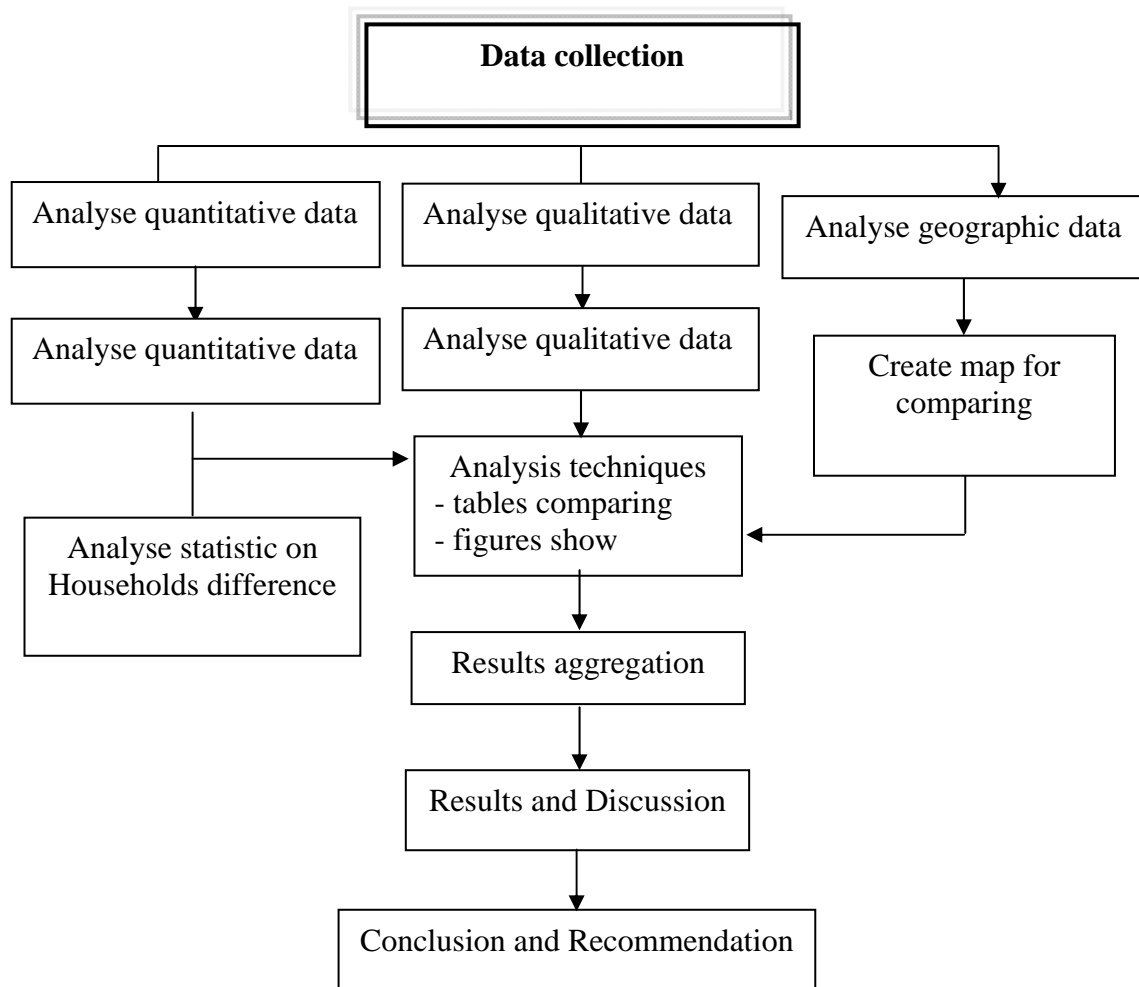 Data collection
Analyse quantitative data
Analyse qualitative data
Analyse geographic data
Analyse quantitative data
Analyse qualitative data
Create map for
comparing
Analysis techniques
- tables comparing
- figures show
Analyse statistic on
Households difference
Results aggregation
Results and Discussion
Conclusion and Recommendation